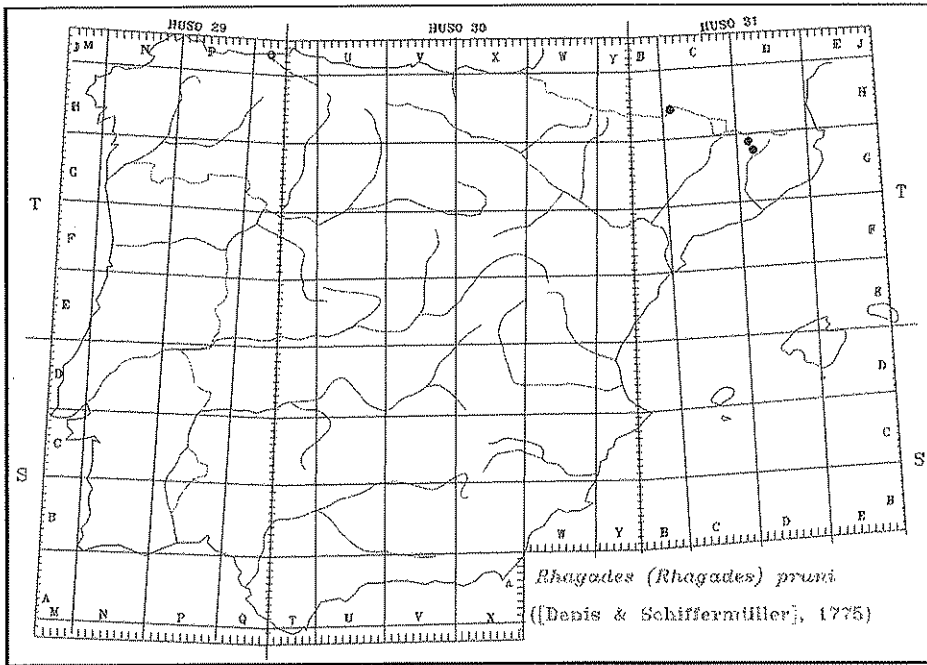 HUSO 29 HUSO 30 HUSO 31
J M N P Q U V X W Y B C D E J
H H
G G
T T
F F
E E
D D
C C
S S
B W Y B C D E B
A M N P Q T U V X a
Rhagades (Rhagades) pruni
([Denis & Schiffermüller], 1775)